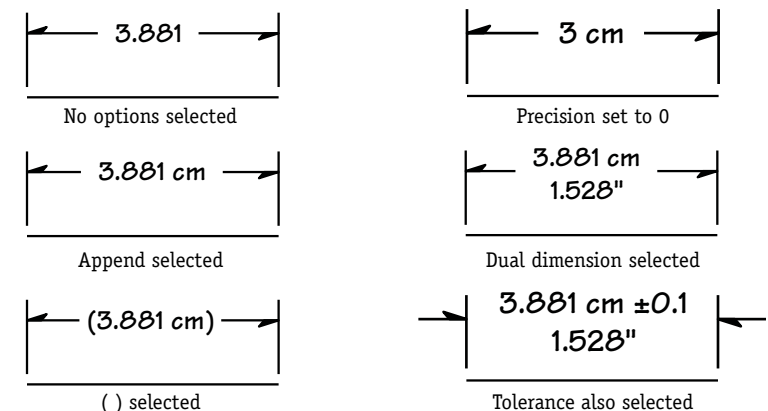 3.881
No options selected
3.881 cm
Append selected
(3.881 cm)
( ) selected
3 cm
Precision set to 0
3.881 cm
1.528"
Dual dimension selected
3.881 cm ±0.1
1.528"
Tolerance also selected